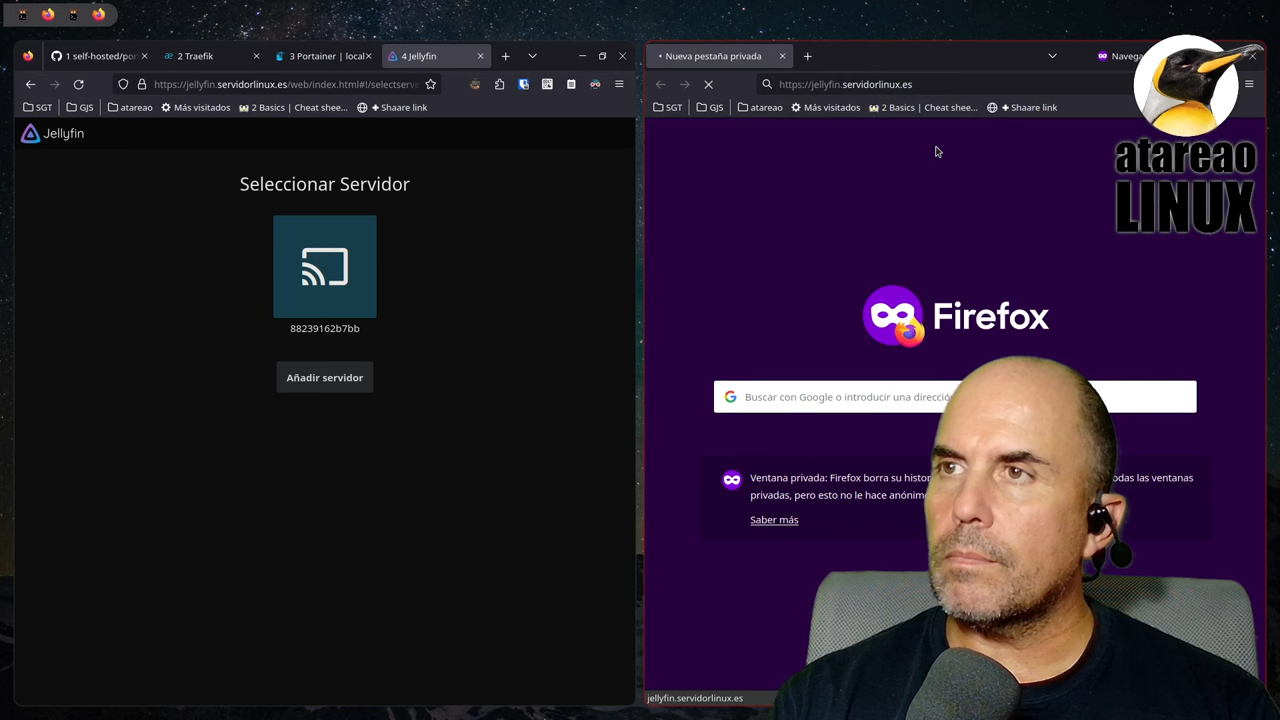 1 self-hosted/por
2 Traefik
3 Portainer | local
4 Jellyfin
https://jellyfin.servidorlinux.es/web/index.html#!/selectserve
SGT
GJS
atareao
Más visitados
2 Basics | Cheat shee...
+ Shaare link
Jellyfin
Seleccionar Servidor
88239162b7bb
Añadir servidor
Nueva pestaña privada
Navega
https://jellyfin.servidorlinux.es
SGT
GJS
atareao
Más visitados
2 Basics | Cheat shee...
+ Shaare link
atareao
LINUX
Firefox
Buscar con Google o introducir una direcció
Ventana privada: Firefox borra su histor odas las ventanas
privadas, pero esto no le hace anónim
Saber más
jellyfin.servidorlinux.es